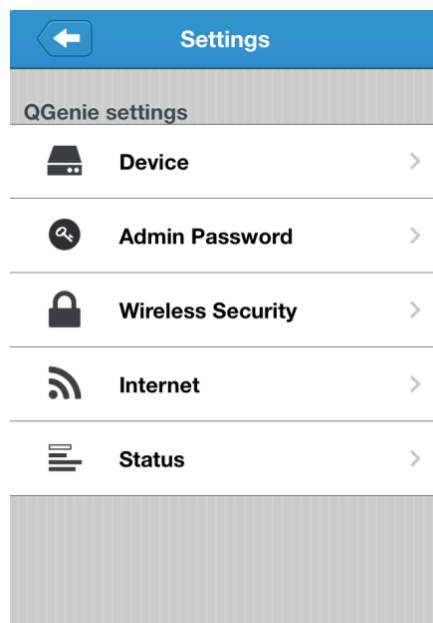 Settings
QGenie settings
Device
Admin Password
Wireless Security
Internet
Status